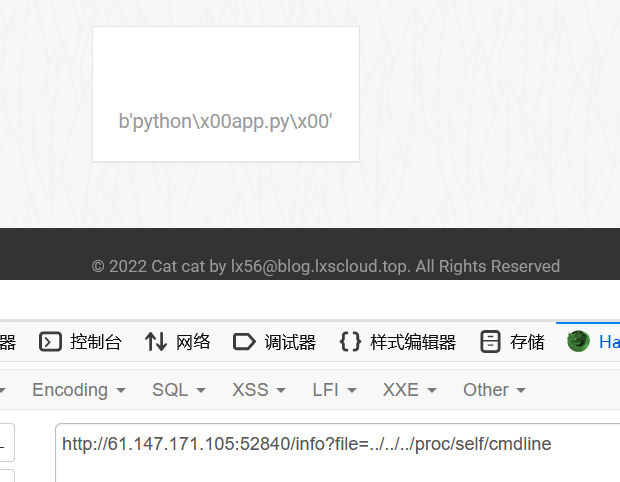 b'python\x00app.py\x00'
© 2022 Cat cat by lx56@blog.lxscloud.top. All Rights Reserved
器 控制台 网络 调试器 {} 样式编辑器 存储 Ha
Encoding SQL XSS LFI XXE Other
http://61.147.171.105:52840/info?file=../../../proc/self/cmdline